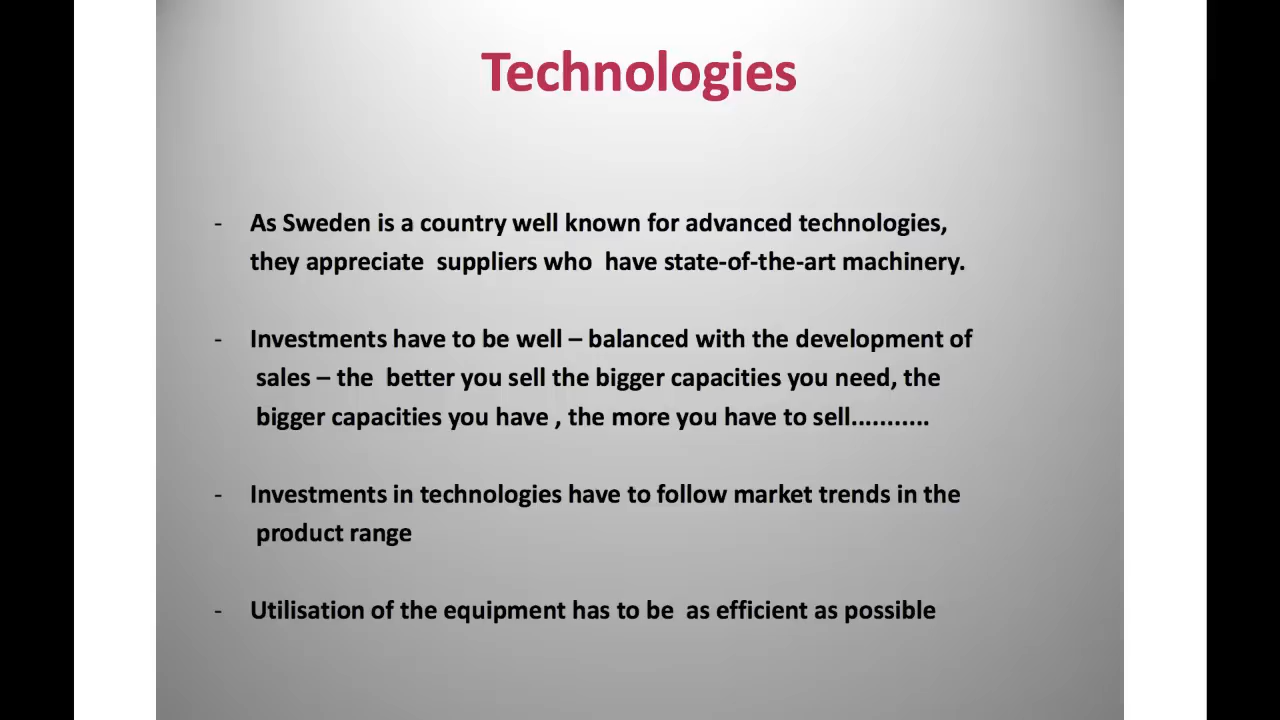 Technologies
- As Sweden is a country well known for advanced technologies,
they appreciate  suppliers who  have state-of-the-art machinery.
- Investments have to be well – balanced with the development of
sales – the  better you sell the bigger capacities you need, the
bigger capacities you have , the more you have to sell...........
- Investments in technologies have to follow market trends in the
product range
- Utilisation of the equipment has to be  as efficient as possible